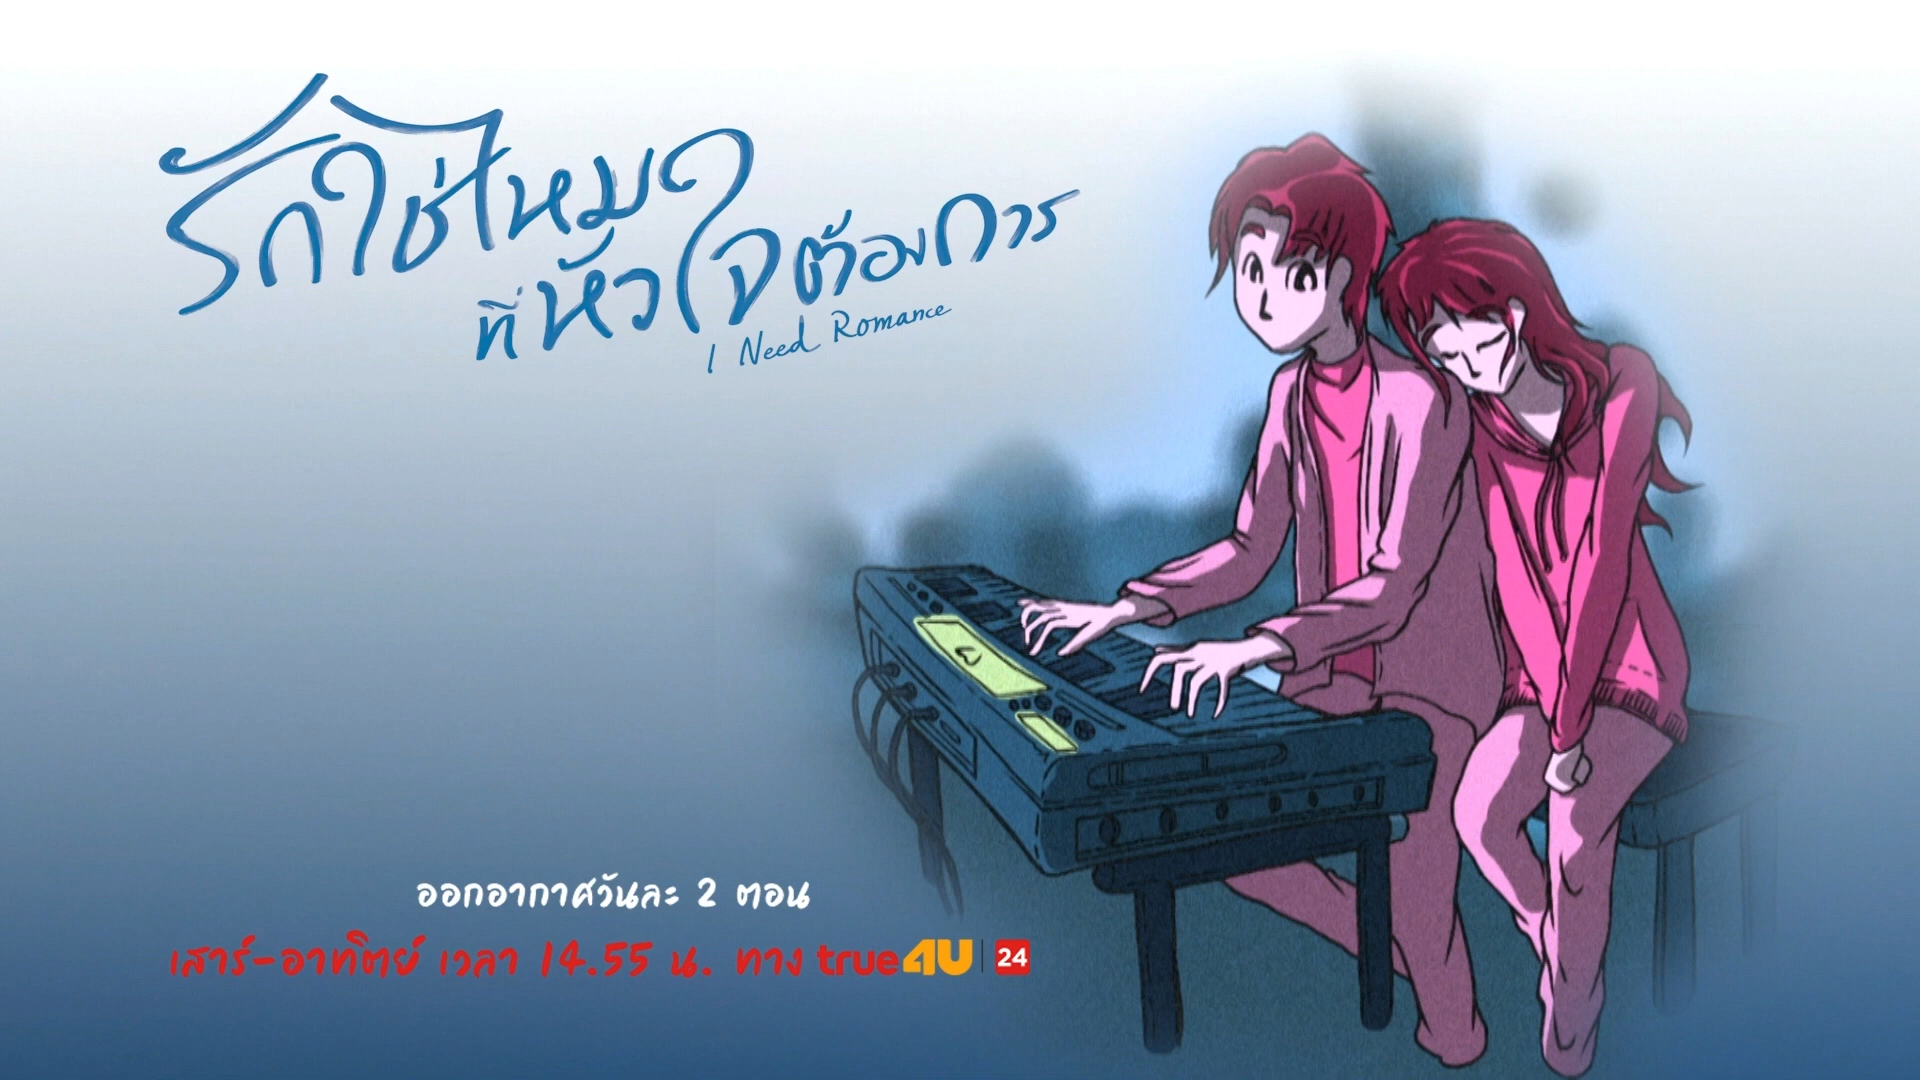 รักใช่ไหม
ที่หัวใจต้องการ
I Need Romance
ออกอากาศวันละ 2 ตอน
เสาร์-อาทิตย์ เวลา 14.55 น. ทาง true4U 24